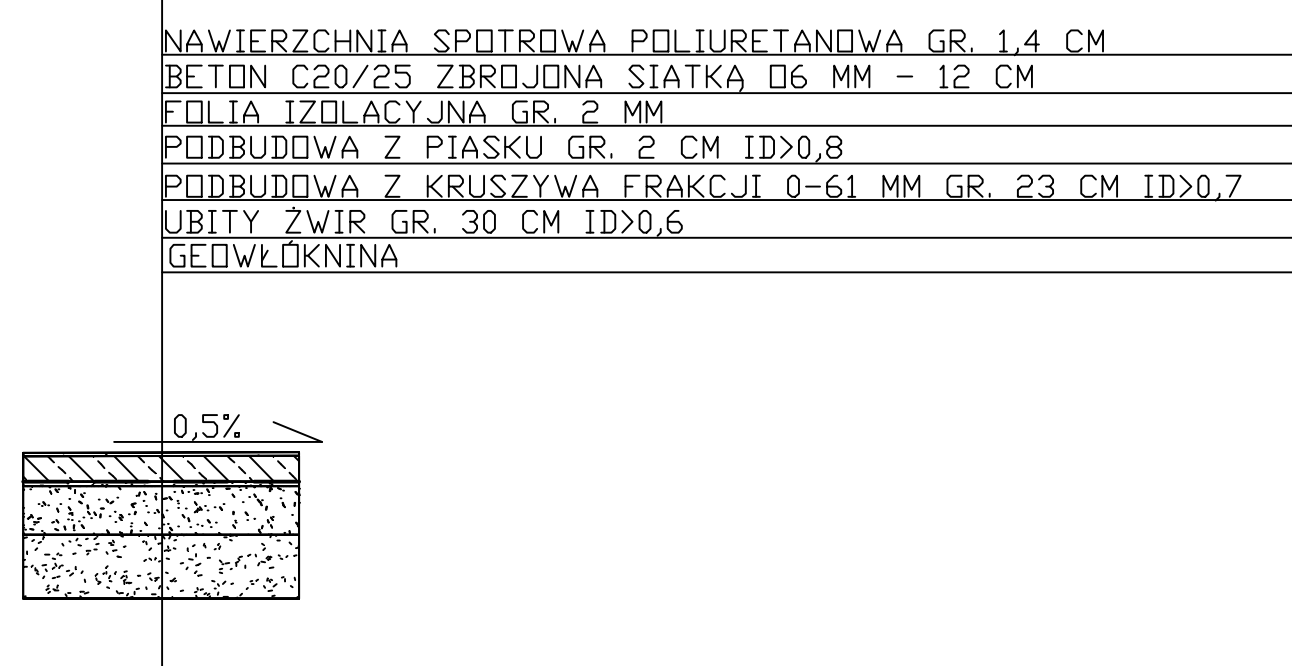 NAWIERZCHNIA SPOTROWA POLIURETANOWA GR. 1,4 CM
BETON C20/25 ZBROJONA SIATKĄ □6 MM - 12 CM
FOLIA IZOLACYJNA GR. 2 MM
PODBUDOWA Z PIASKU GR. 2 CM ID>0,8
PODBUDOWA Z KRUSZYWA FRAKCJI 0-61 MM GR. 23 CM ID>0,7
UBITY ŻWIR GR. 30 CM ID>0,6
GEOWŁÓKNINA
0,5%